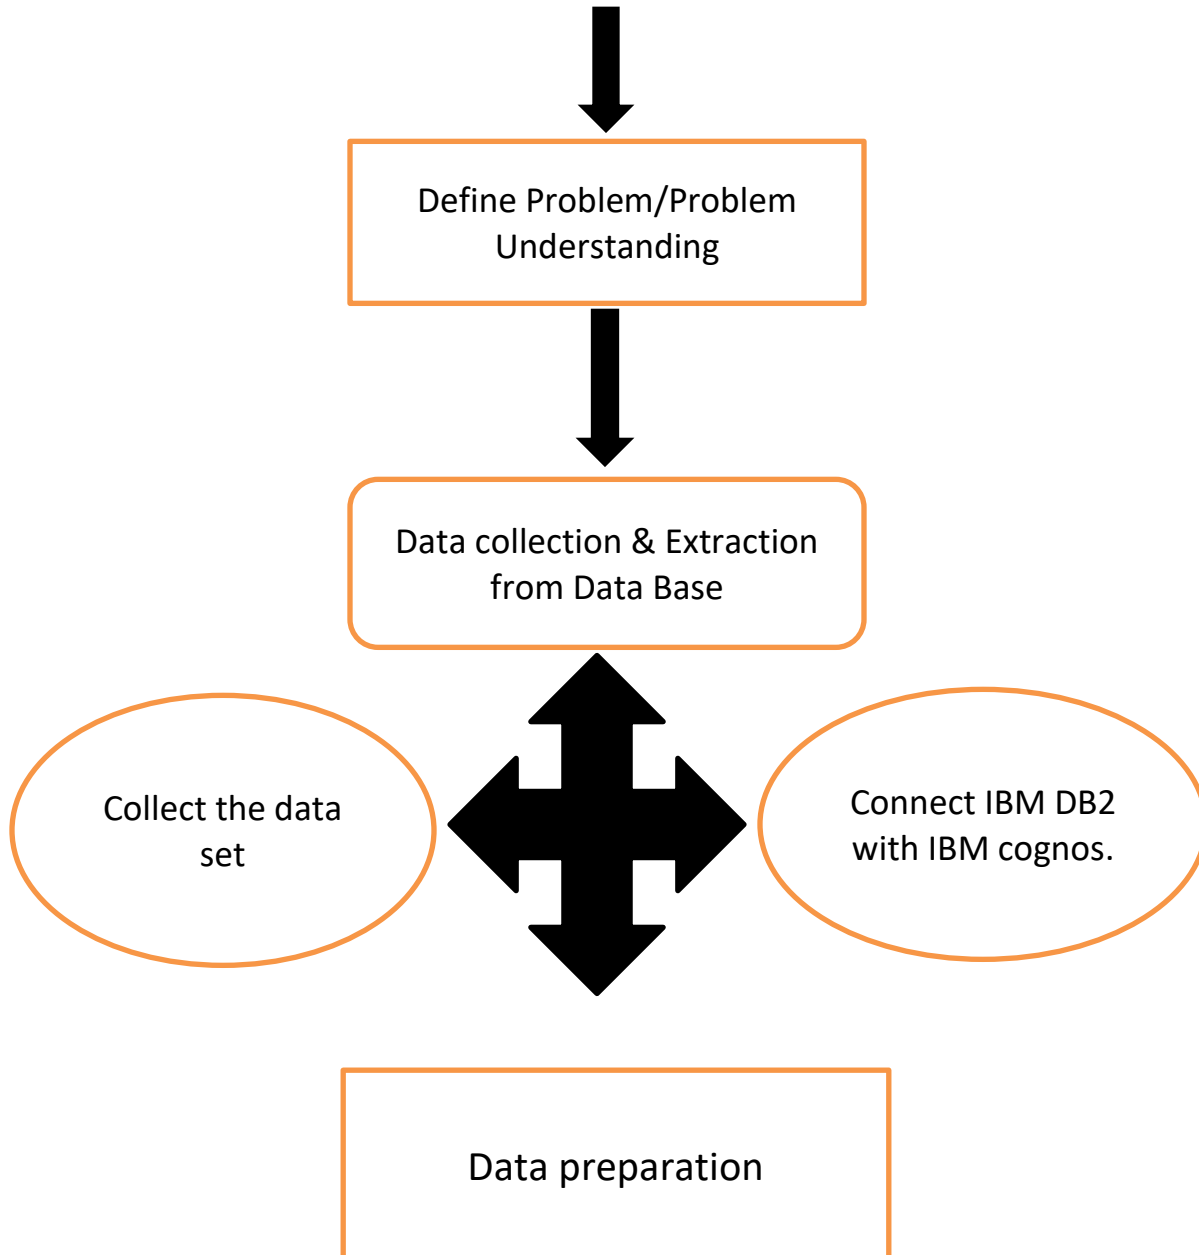 Define Problem/Problem
Understanding
Data collection & Extraction
from Data Base
Collect the data
set
Connect IBM DB2
with IBM cognos.
Data preparation